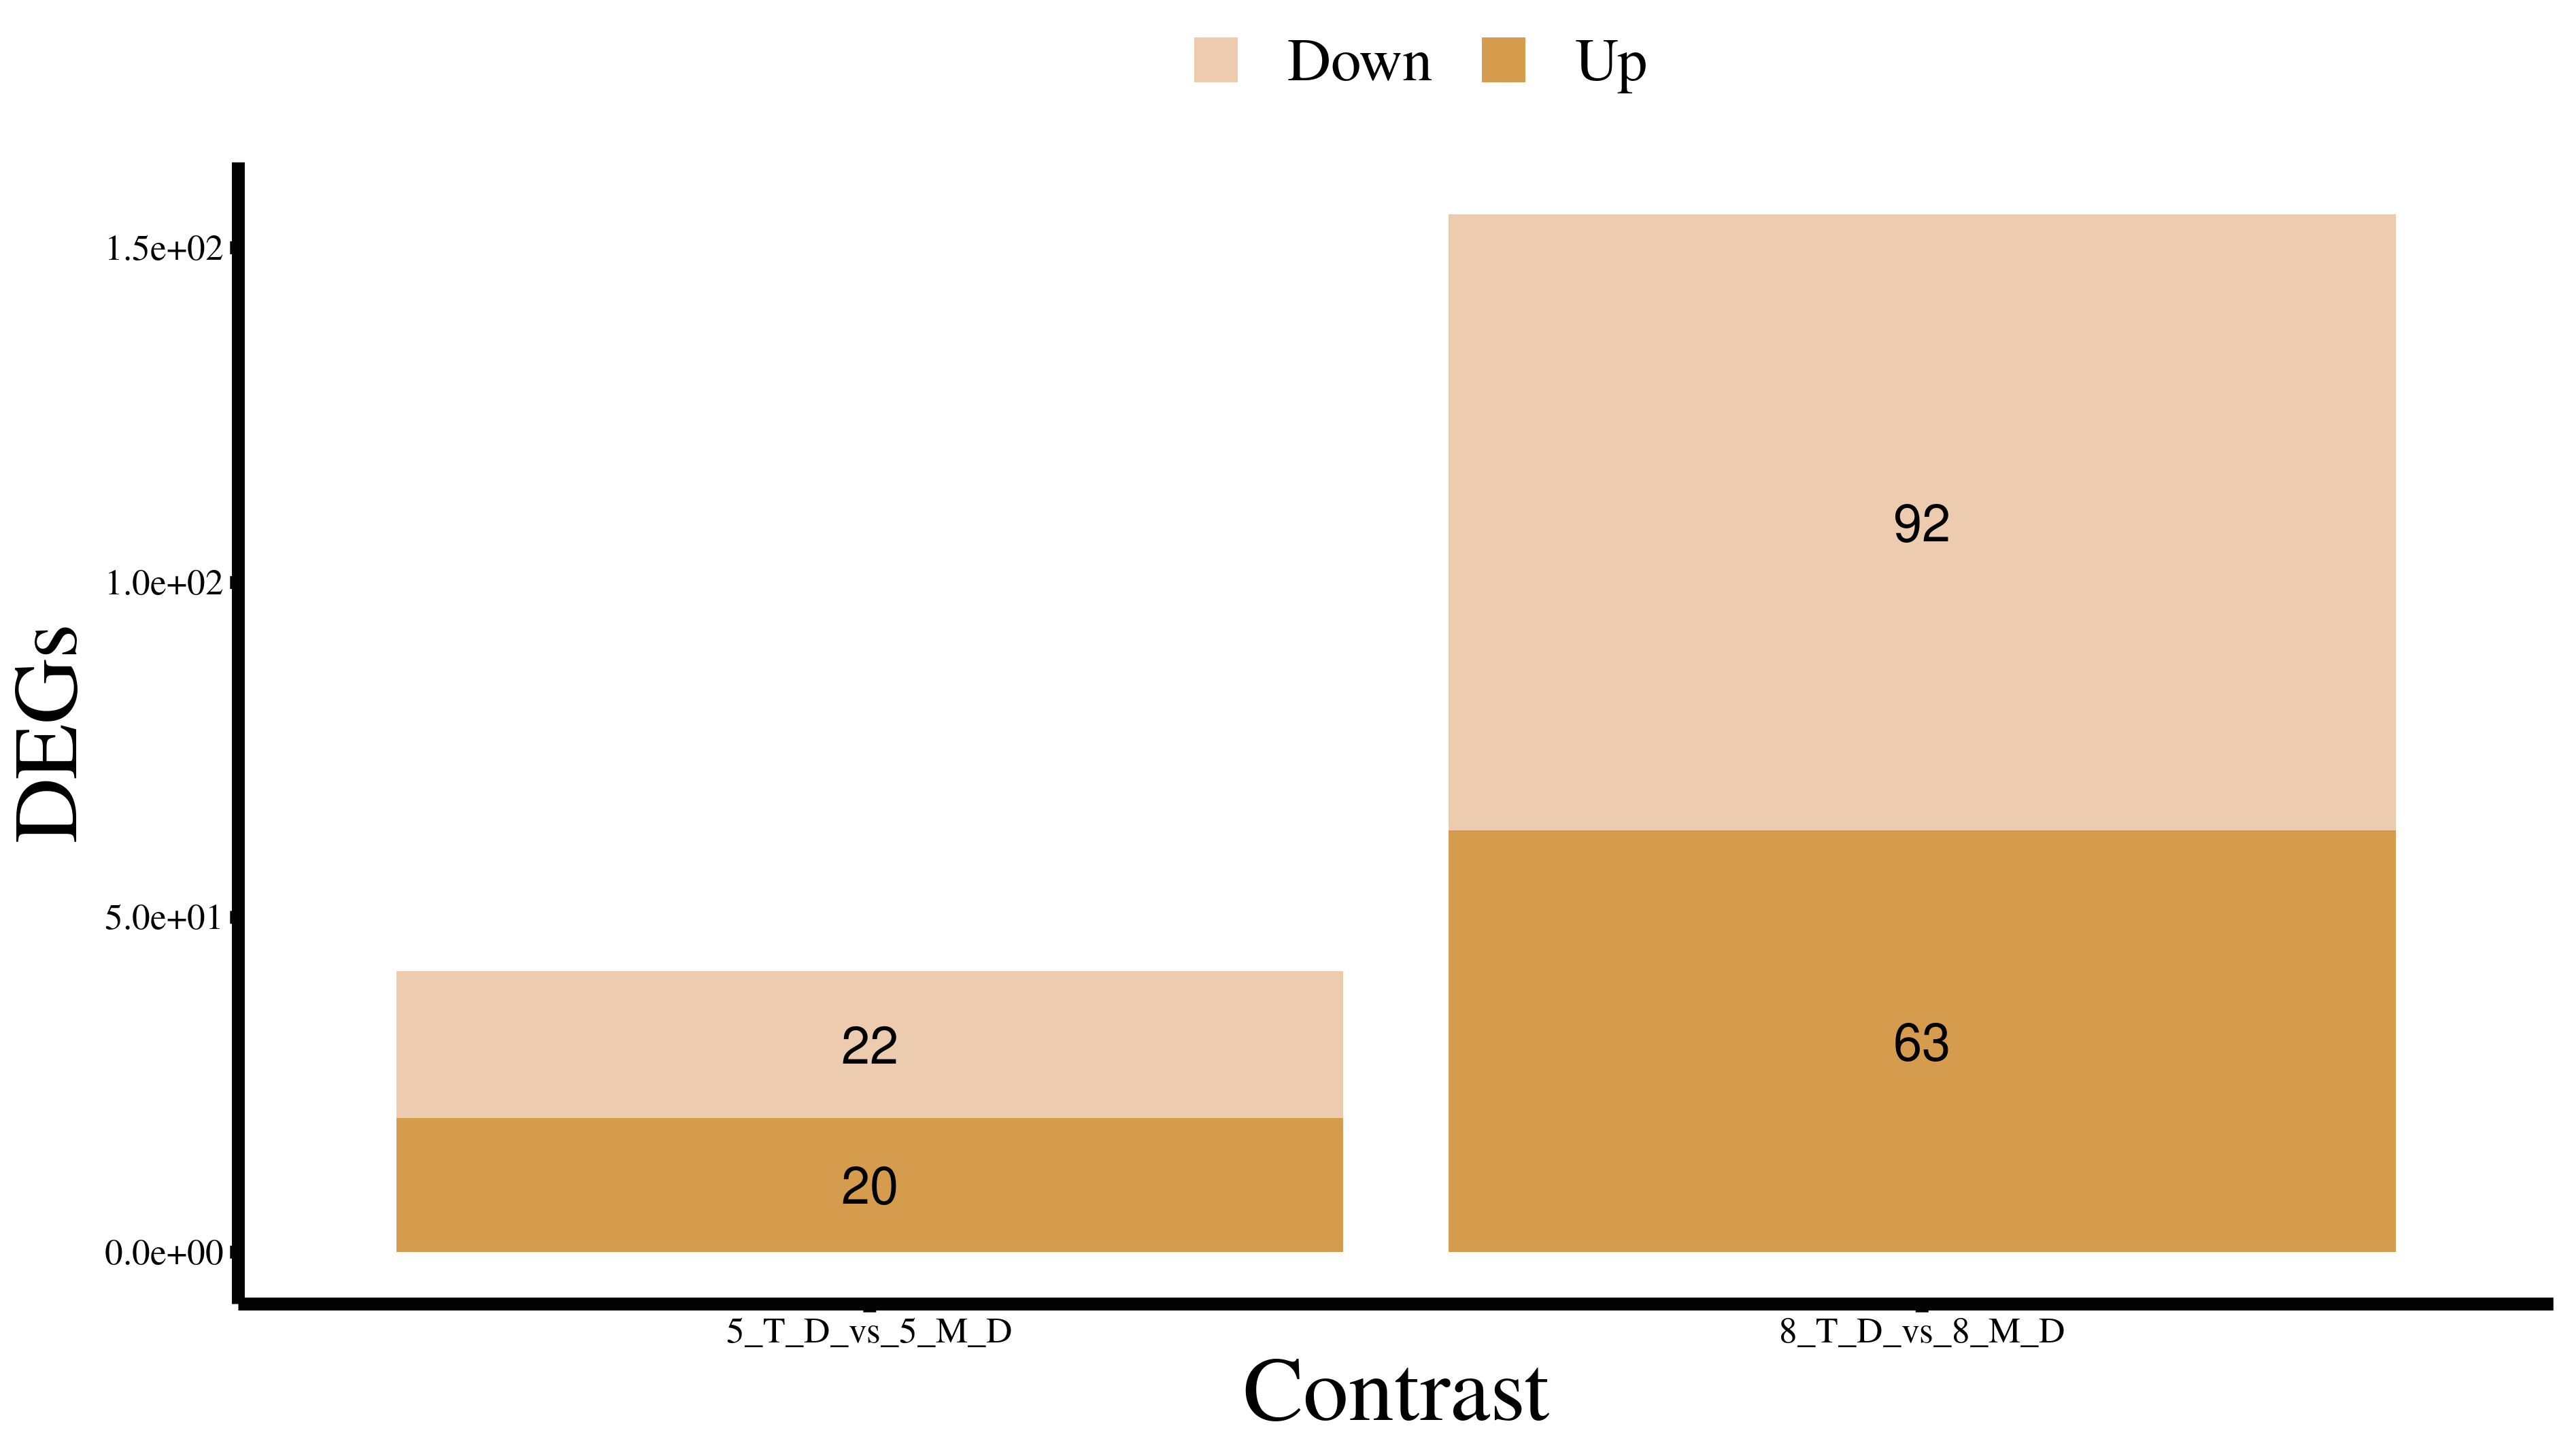 Down Up
1.5e+02
1.0e+02
5.0e+01
0.0e+00
DEGs
92
63
22
20
5_T_D_vs_5_M_D 8_T_D_vs_8_M_D
Contrast